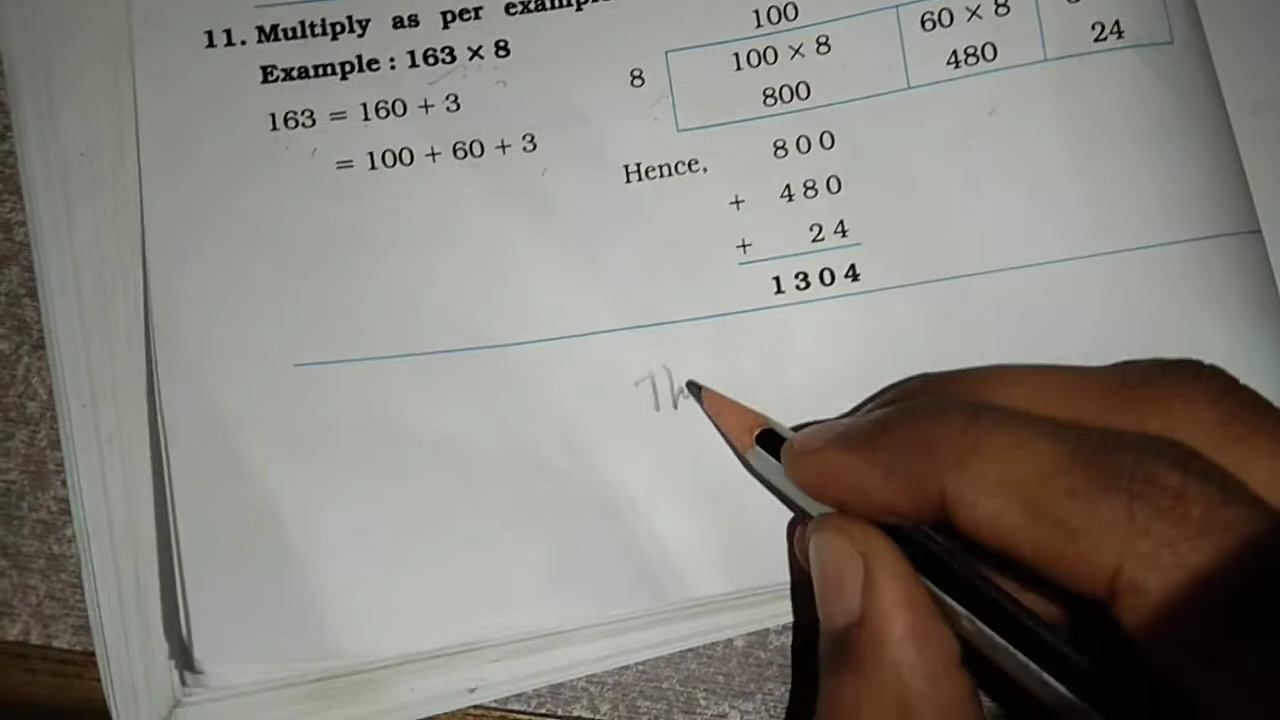 11. Multiply as per
Example : 163 × 8
163 = 160 + 3
= 100 + 60 + 3
100
8
100 × 8
800
60 × 8
480
24
Hence,
800
+ 480
+ 24
1304
Th